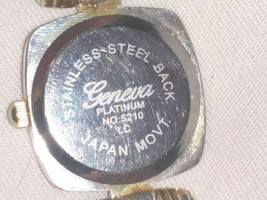 STAINLESS STEEL BACK
Geneva
PLATINUM
NO:5210
LC
JAPAN MOVT.